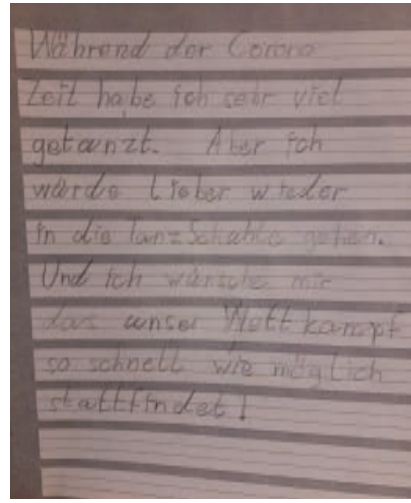 Während der Corona
Zeit habe ich sehr viel
getanzt. Aber ich
würde Lieber wieder
in die TanzSchule gehen.
Und ich wünsche mir
das unser Wettkampf
so schnell wie möglich
stattfindet!